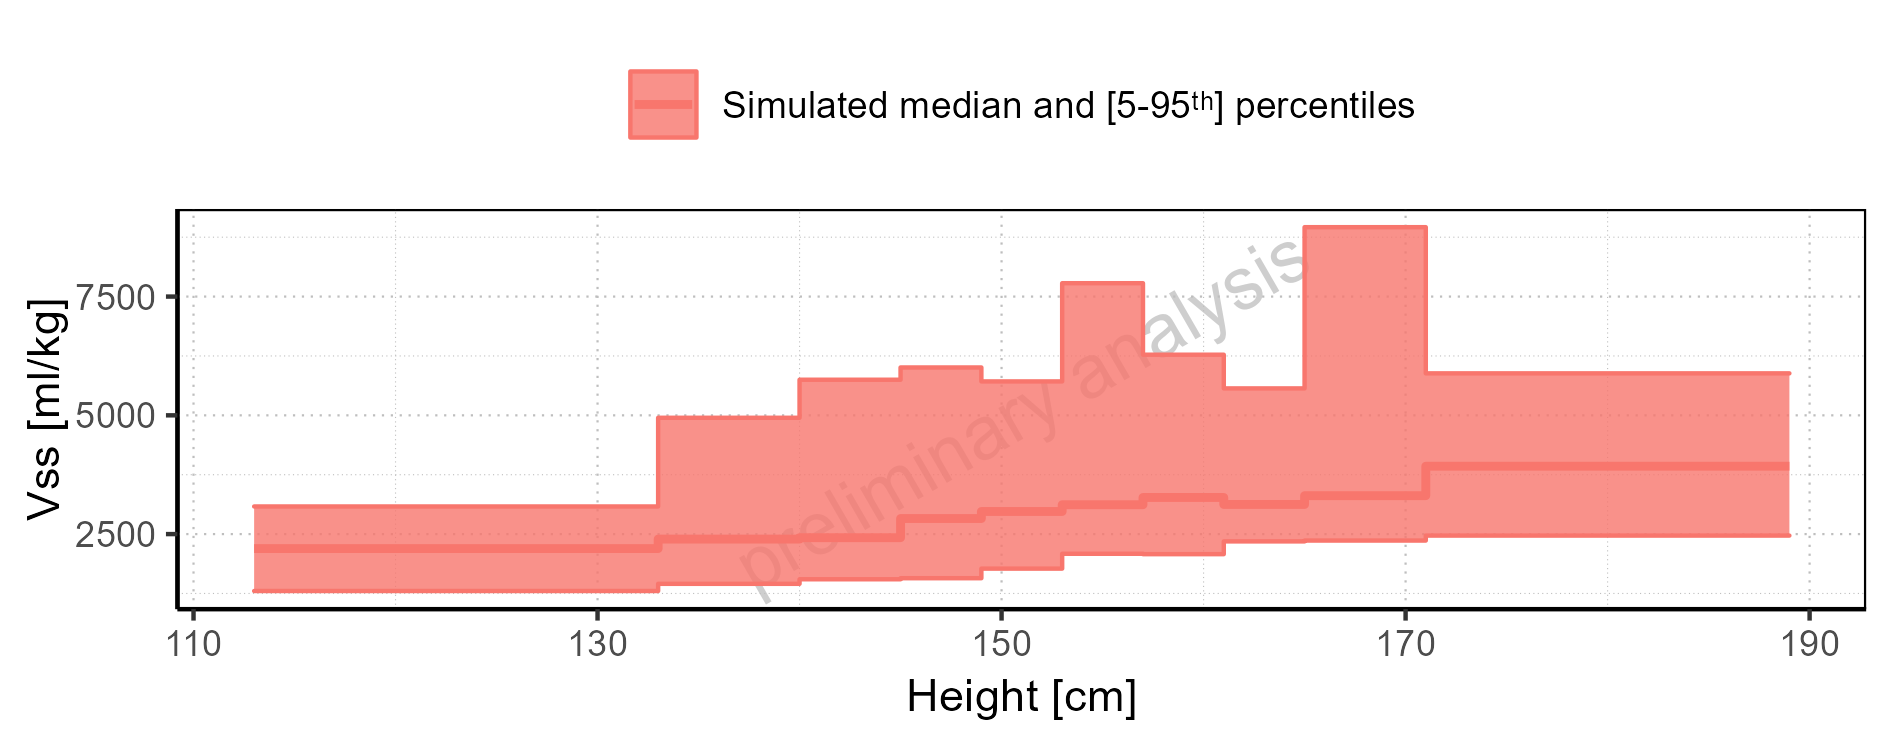 Simulated median and [5-95th] percentiles
Vss [ml/kg]
7500
5000
2500
preliminary analysis
110 130 150 170 190
Height [cm]